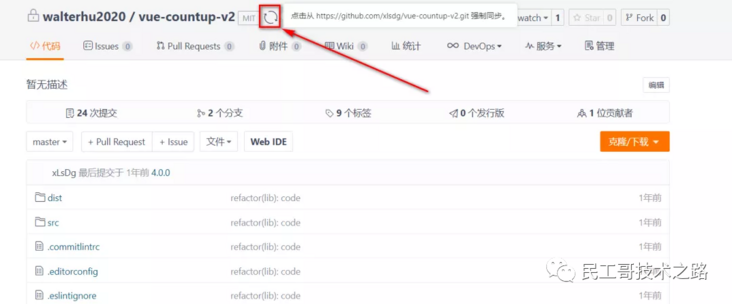 walterhu2020 / vue-countup-v2 MIT 点击从 https://github.com/xlsdg/vue-countup-v2.git 强制同步。 watch 1 Star 0 Fork 0
代码 Issues 0 Pull Requests 0 附件 0 Wiki 0 统计 DevOps 服务 管理
暂无描述 编辑
24 次提交 2 个分支 9 个标签 0 个发行版 1 位贡献者
master + Pull Request + Issue 文件 Web IDE 克隆/下载
xLsDg 最后提交于 1年前 4.0.0
dist refactor(lib): code 1年前
src refactor(lib): code 1年前
.commitlintrc refactor(lib): code 1年前
.editorconfig refactor(lib): code 1年前
.eslintignore refactor(lib): code 1年前
民工哥技术之路